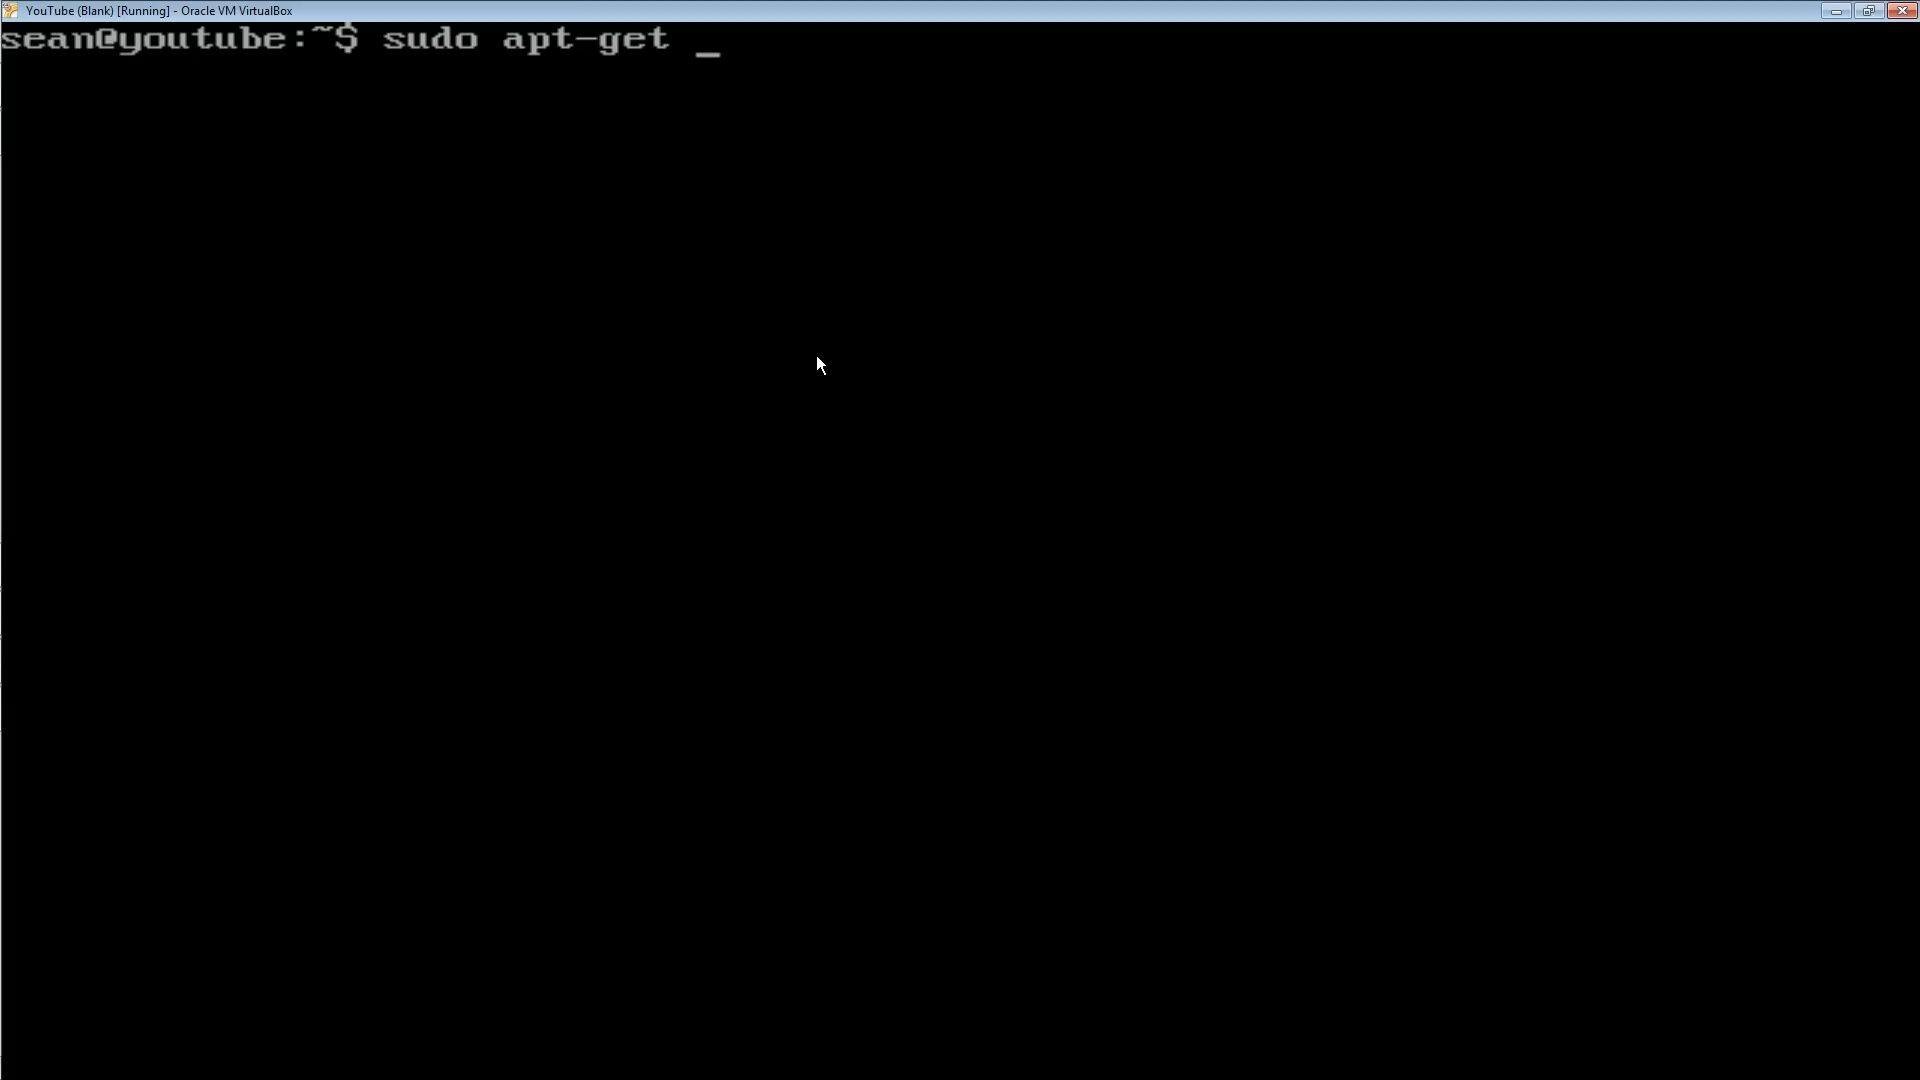 YouTube (Blank) [Running] - Oracle VM VirtualBox
sean@youtube:~$ sudo apt-get _